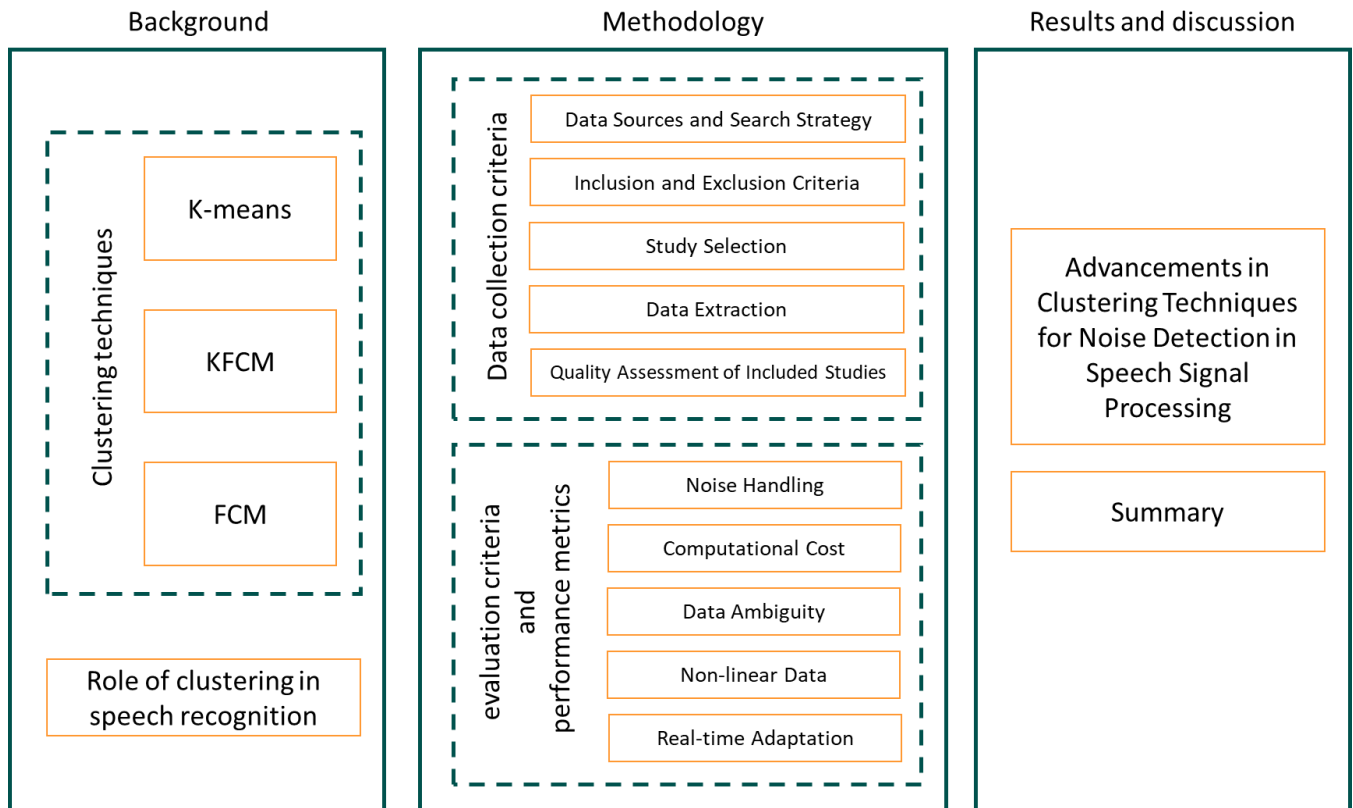 Background
Clustering techniques
K-means
KFCM
FCM
Role of clustering in
speech recognition
Methodology
Data collection criteria
Data Sources and Search Strategy
Inclusion and Exclusion Criteria
Study Selection
Data Extraction
Quality Assessment of Included Studies
evaluation criteria
and
performance metrics
Noise Handling
Computational Cost
Data Ambiguity
Non-linear Data
Real-time Adaptation
Results and discussion
Advancements in
Clustering Techniques
for Noise Detection in
Speech Signal
Processing
Summary